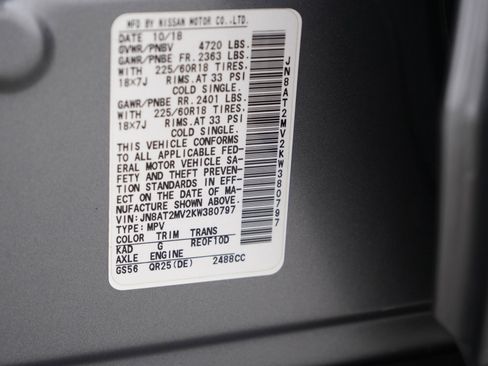 MFD BY NISSAN MOTOR CO.,LTD.
DATE 10/18
GVWR/PNBV 4720 LBS.
GAWR/PNBE FR. 2363 LBS.
WITH 225/60R18 TIRES.
18×7J RIMS.AT 33 PSI
COLD SINGLE.
GAWR/PNBE RR. 2401 LBS.
WITH 225/60R18 TIRES.
18×7J RIMS.AT 33 PSI
COLD SINGLE.
THIS VEHICLE CONFORMS
TO ALL APPLICABLE FED-
ERAL MOTOR VEHICLE SA-
FETY AND THEFT PREVEN-
TION STANDARDS IN EFF-
ECT ON THE DATE OF MA-
NUFACTURE SHOWN ABOVE.
VIN:JN8AT2MV2KW380797
TYPE:MPV
COLOR TRIM TRANS
KAD G RE0F10D
AXLE ENGINE
GS56 QR25(DE) 2488CC
JN8AT2MV2KW380797